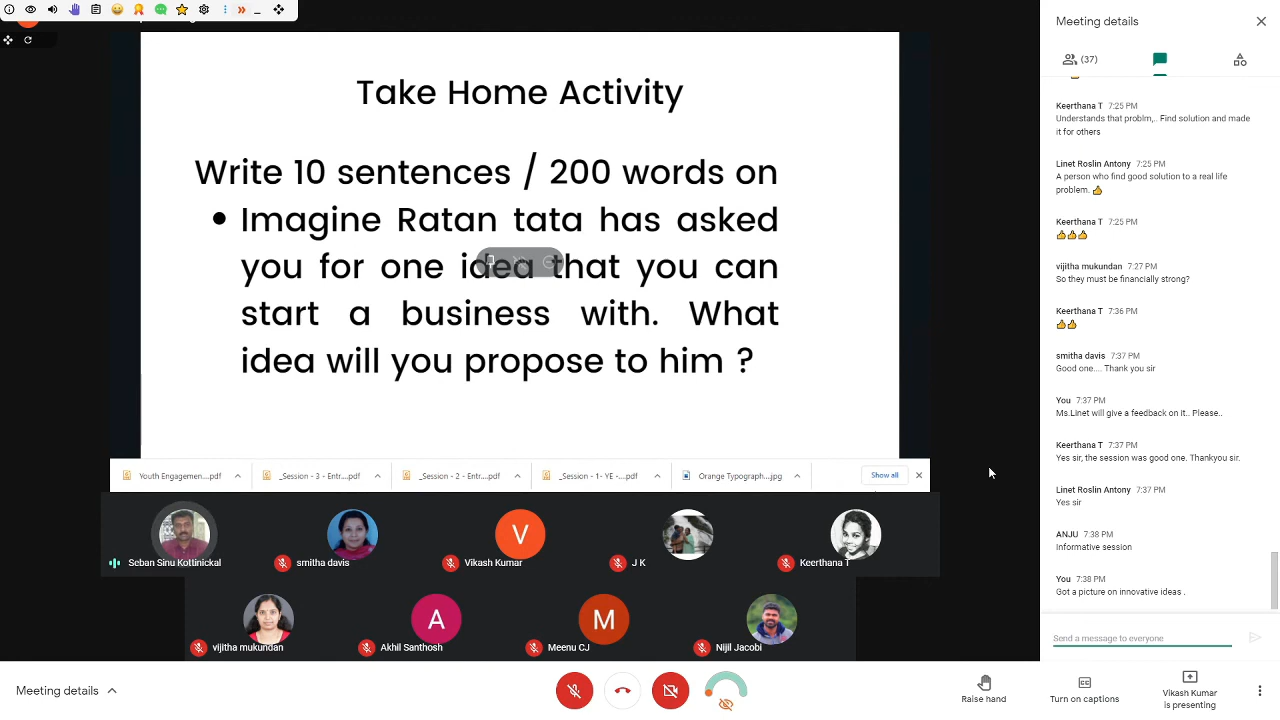 Take Home Activity
Write 10 sentences / 200 words on
• Imagine Ratan tata has asked
you for one idea that you can
start a business with. What
idea will you propose to him ?
Youth Engagemen....pdf
_Session - 3 - Entr....pdf
_Session - 2 - Entr....pdf
_Session - 1- YE -....pdf
Orange Typograph....jpg
Show all
Seban Sinu Kottinickal
smitha davis
V
Vikash Kumar
J K
Keerthana T
vijitha mukundan
A
Akhil Santhosh
M
Meenu CJ
Nijil Jacobi
Meeting details
(37)
Keerthana T 7:25 PM
Understands that problm,.. Find solution and made
it for others
Linet Roslin Antony 7:25 PM
A person who find good solution to a real life
problem. 👍
Keerthana T 7:25 PM
👍👍👍
vijitha mukundan 7:27 PM
So they must be financially strong?
Keerthana T 7:36 PM
👍👍
smitha davis 7:37 PM
Good one.... Thank you sir
You 7:37 PM
Ms.Linet will give a feedback on it.. Please..
Keerthana T 7:37 PM
Yes sir, the session was good one. Thankyou sir.
Linet Roslin Antony 7:37 PM
Yes sir
ANJU 7:38 PM
Informative session
You 7:38 PM
Got a picture on innovative ideas .
Send a message to everyone
Meeting details
Raise hand
Turn on captions
Vikash Kumar
is presenting